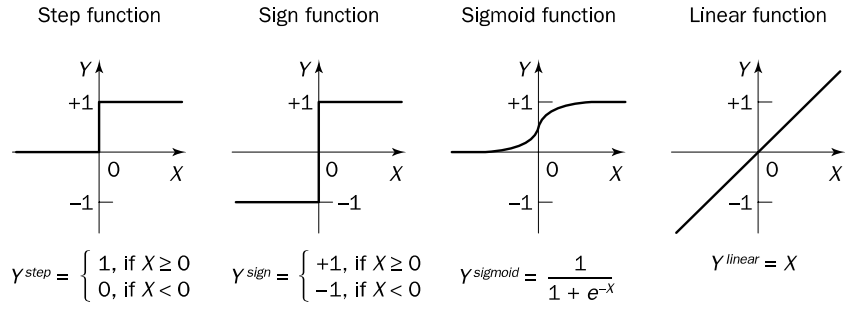 Step function
Sign function
Sigmoid function
Linear function
Y
+1
0
X
−1
Y
+1
0
X
−1
Y
+1
0
X
−1
Y
+1
0
X
−1
Y^step = { 1, if X ≥ 0
0, if X < 0
Y^sign = { +1, if X ≥ 0
−1, if X < 0
Y^sigmoid = 1 / (1 + e^−X)
Y^linear = X